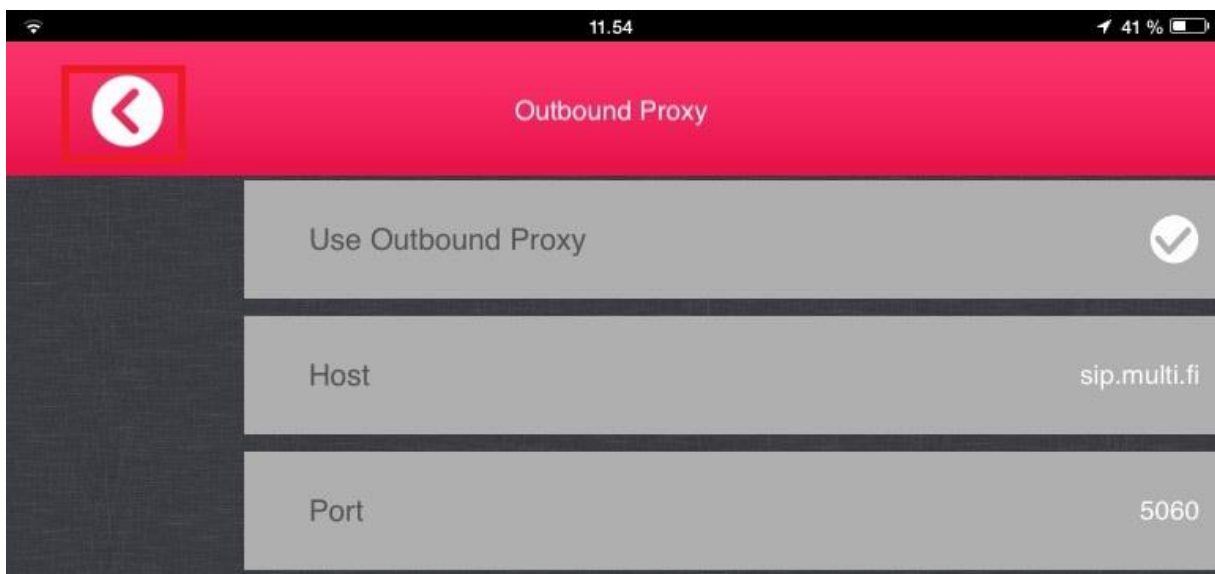 11.54
41 %
Outbound Proxy
Use Outbound Proxy
Host
sip.multi.fi
Port
5060